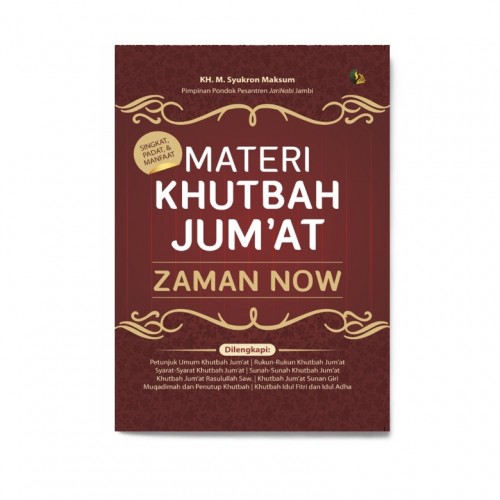 KH. M. Syukron Maksum
Pimpinan Pondok Pesantren JariNabi Jambi
SINGKAT,
PADAT, &
MANFAAT
MATERI
KHUTBAH
JUM'AT
ZAMAN NOW
Dilengkapi:
Petunjuk Umum Khutbah Jum'at | Rukun-Rukun Khutbah Jum'at
Syarat-Syarat Khutbah Jum'at | Sunah-Sunah Khutbah Jum'at
Khutbah Jum'at Rasulullah Saw. | Khutbah Jum'at Sunan Giri
Muqadimah dan Penutup Khutbah | Khutbah Idul Fitri dan Idul Adha